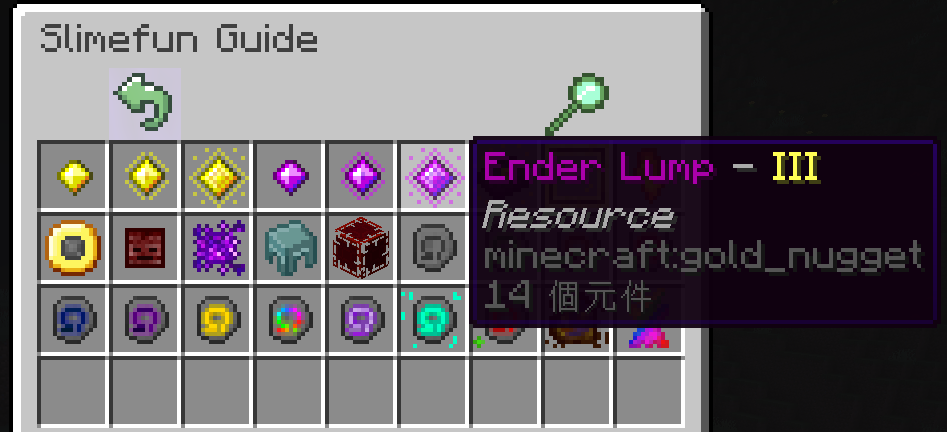 Slimefun Guide
Ender Lump - III
Resource
minecraft:gold_nugget
14 個元件